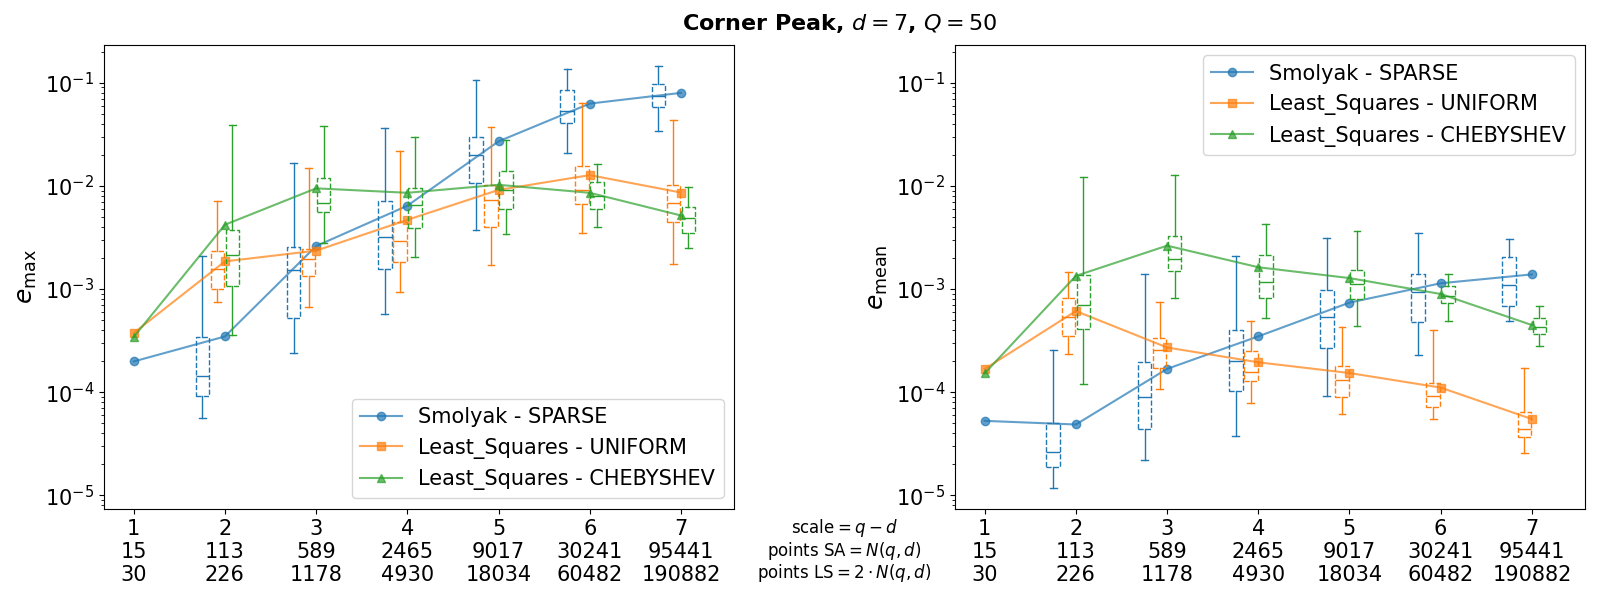 Corner Peak, d = 7, Q = 50
e_max
10^{-1}
10^{-2}
10^{-3}
10^{-4}
10^{-5}
Smolyak - SPARSE
Least_Squares - UNIFORM
Least_Squares - CHEBYSHEV
1 2 3 4 5 6 7
15 113 589 2465 9017 30241 95441
30 226 1178 4930 18034 60482 190882
scale = q − d
points SA = N(q, d)
points LS = 2 · N(q, d)
e_mean
10^{-1}
10^{-2}
10^{-3}
10^{-4}
10^{-5}
Smolyak - SPARSE
Least_Squares - UNIFORM
Least_Squares - CHEBYSHEV
1 2 3 4 5 6 7
15 113 589 2465 9017 30241 95441
30 226 1178 4930 18034 60482 190882